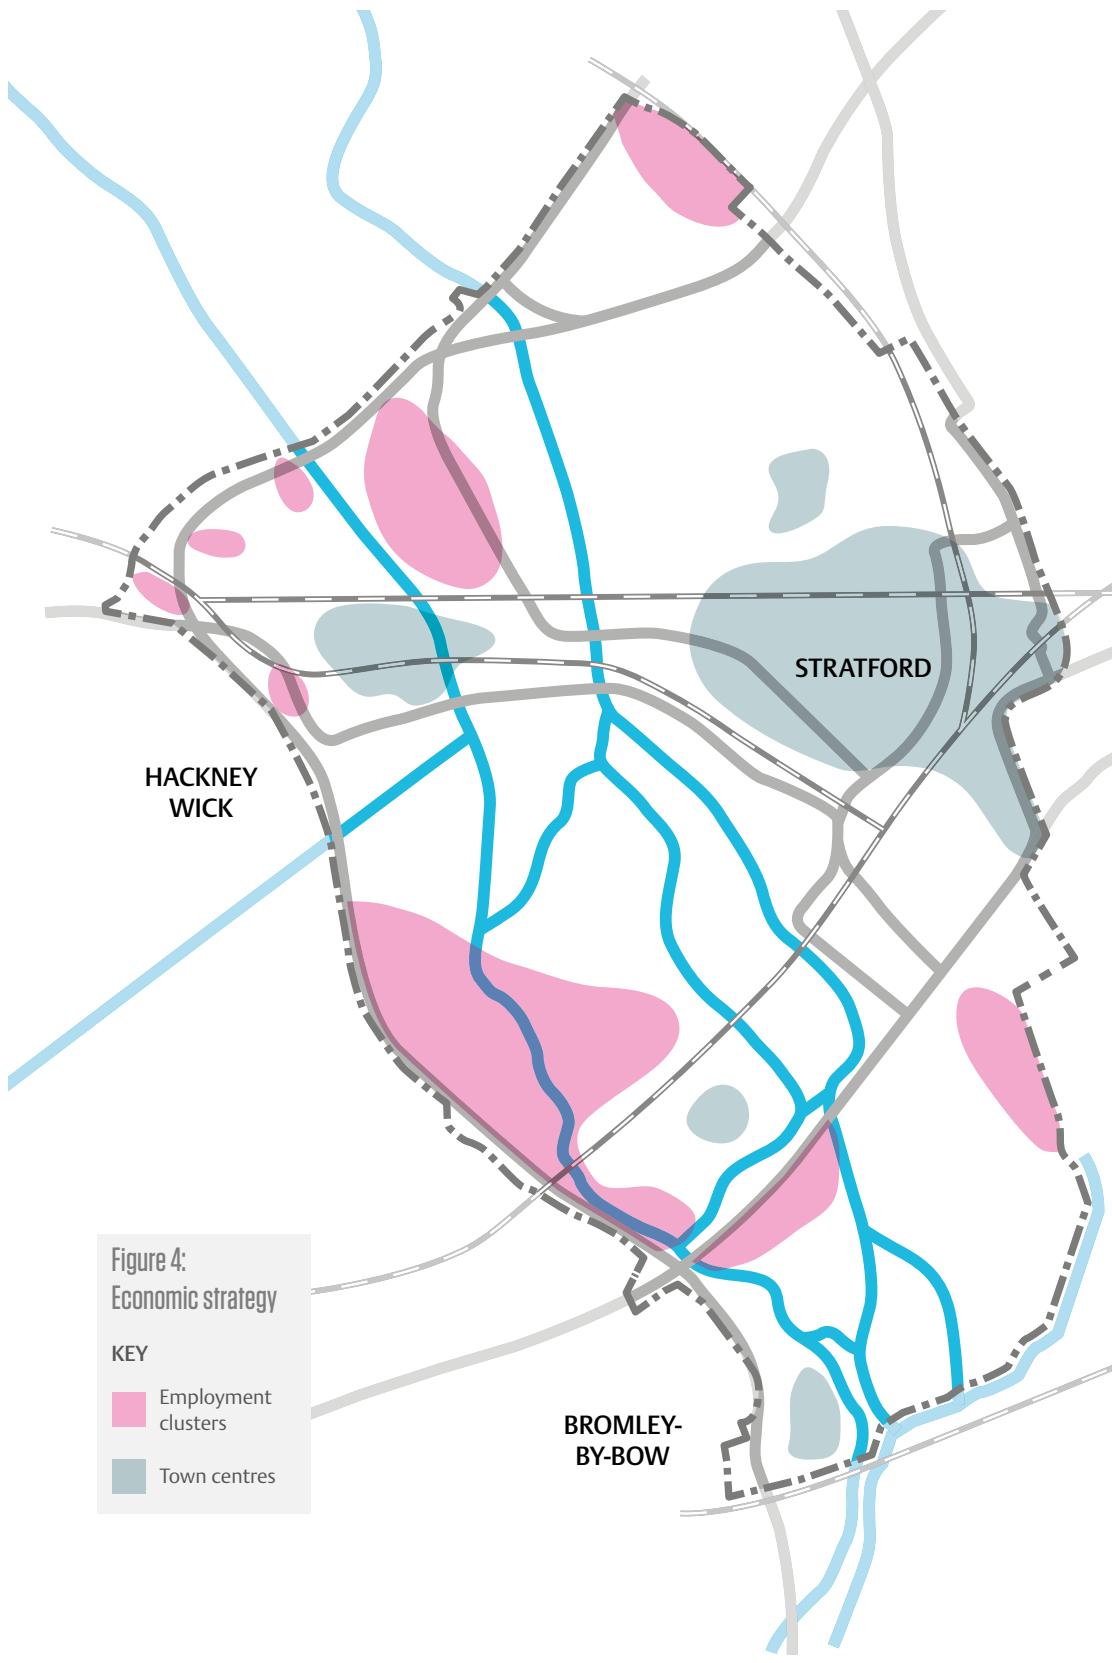 STRATFORD
HACKNEY
WICK
Figure 4:
Economic strategy
KEY
Employment
clusters
Town centres
BROMLEY-
BY-BOW